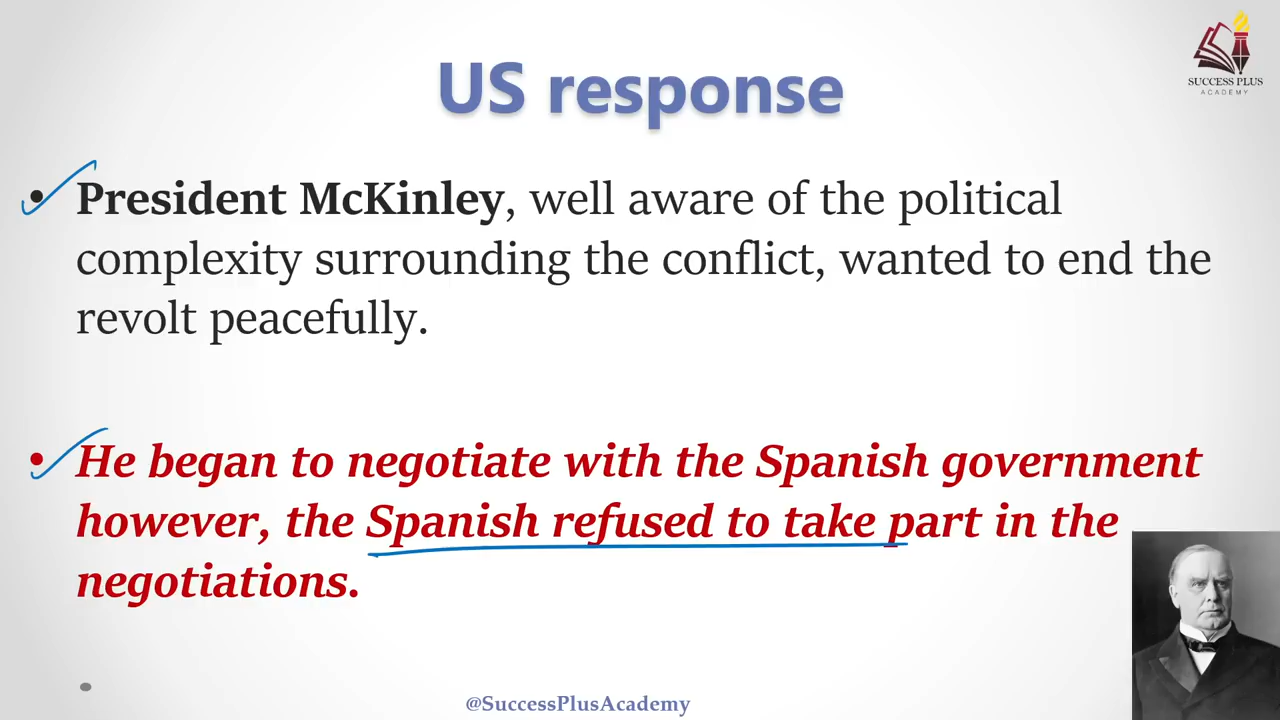 SUCCESS PLUS
ACADEMY
US response
• President McKinley, well aware of the political
complexity surrounding the conflict, wanted to end the
revolt peacefully.
• He began to negotiate with the Spanish government
however, the Spanish refused to take part in the
negotiations.
@SuccessPlusAcademy